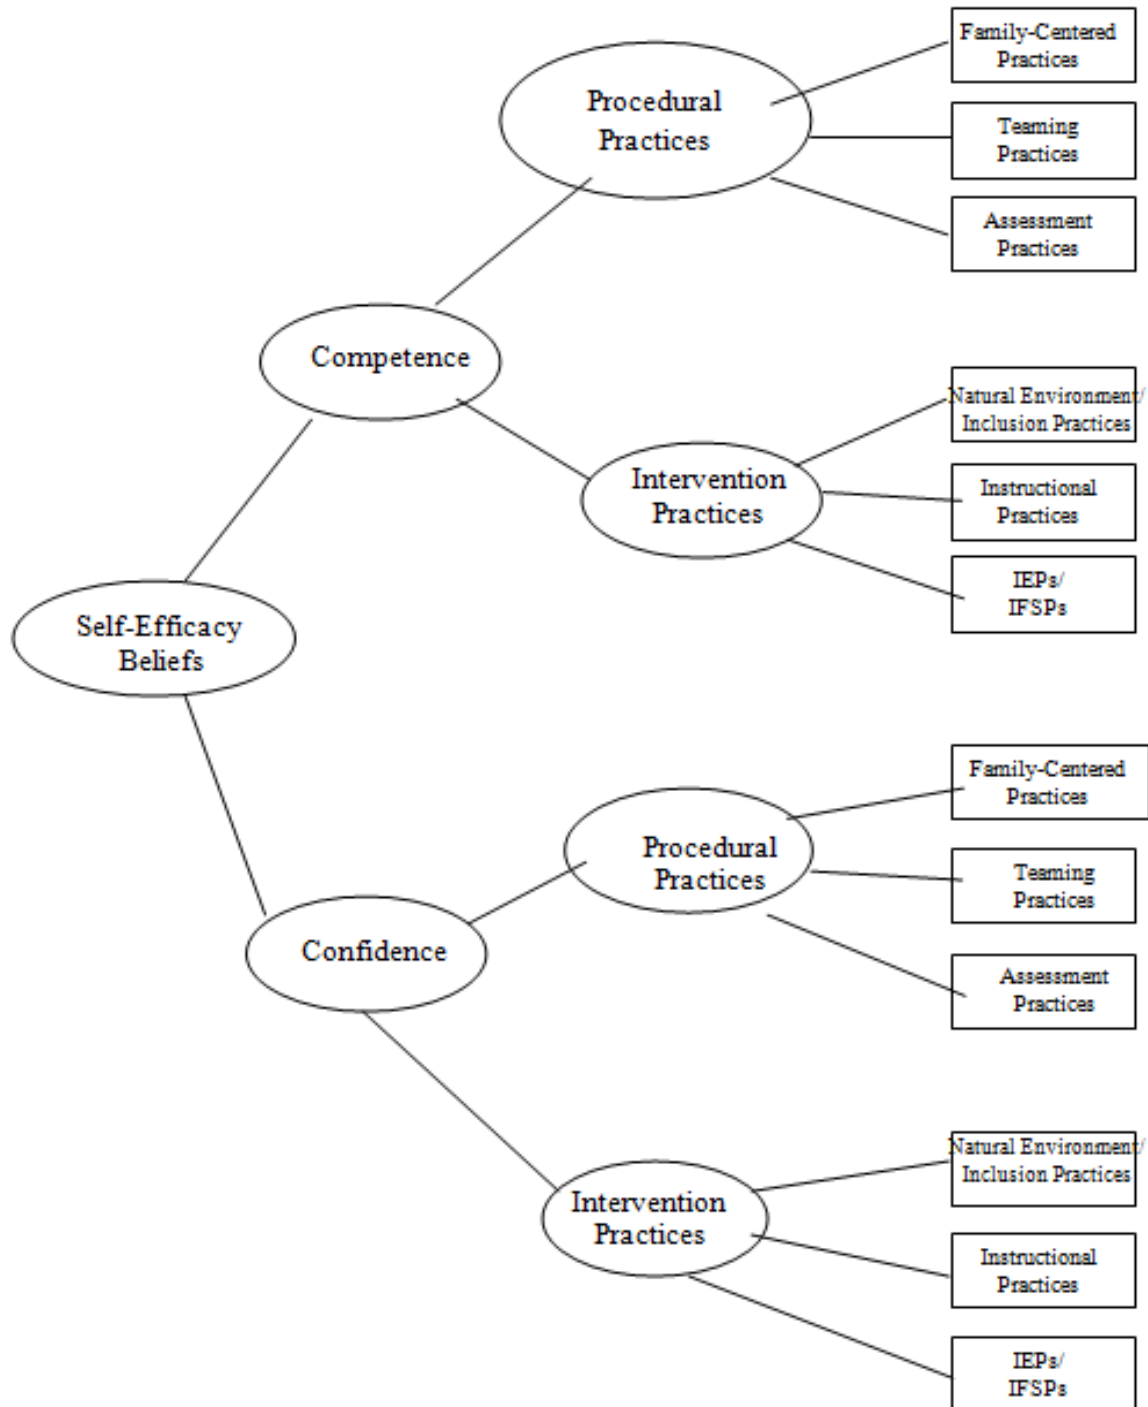 Family-Centered
Practices
Procedural
Practices
Teaming
Practices
Assessment
Practices
Competence
Natural Environment/
Inclusion Practices
Intervention
Practices
Instructional
Practices
IEPs/
IFSPs
Self-Efficacy
Beliefs
Family-Centered
Practices
Procedural
Practices
Teaming
Practices
Confidence
Assessment
Practices
Natural Environment/
Inclusion Practices
Intervention
Practices
Instructional
Practices
IEPs/
IFSPs